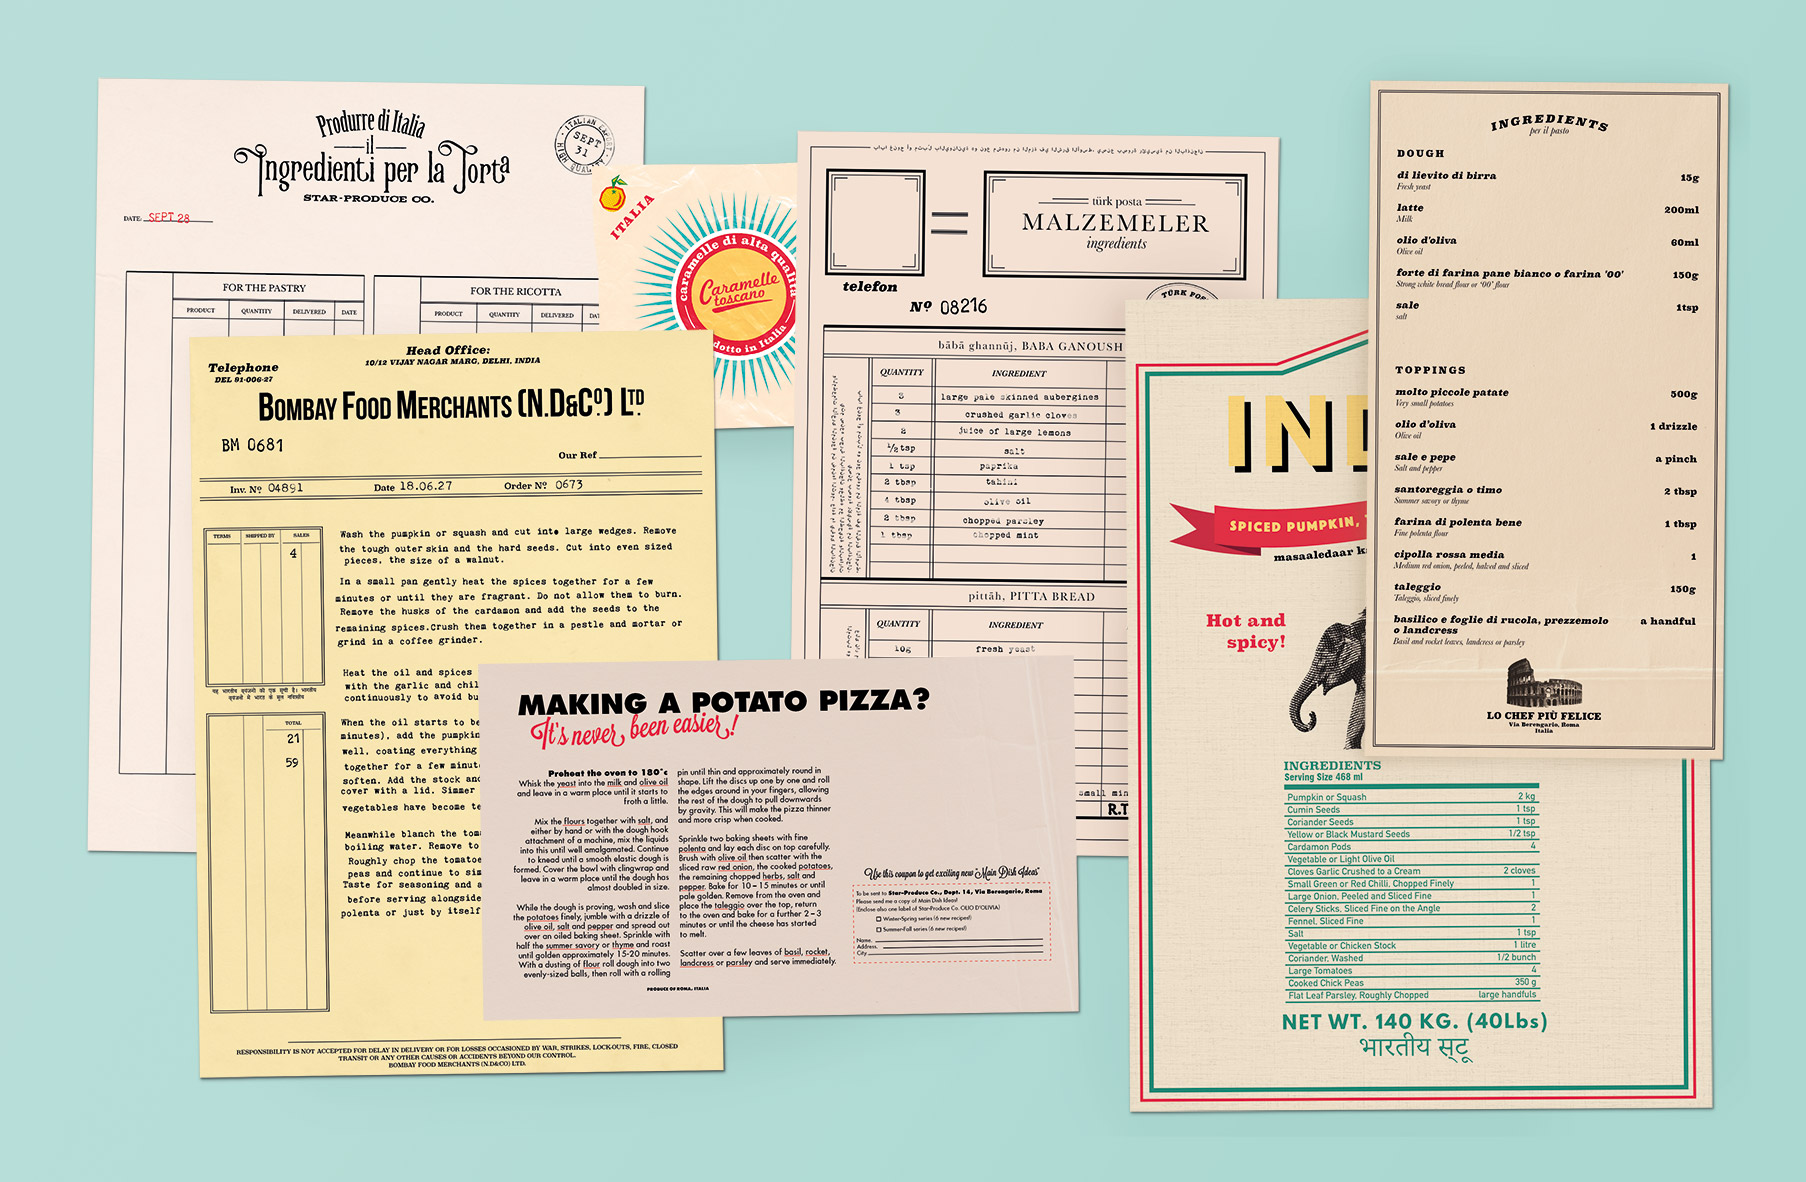 Produrre di Italia
il
Ingredienti per la Torta
STAR-PRODUCE CO.
ITALIAN EXPORT
SEPT
31
HIGH QUALITY
DATE: SEPT 28
FOR THE PASTRY
PRODUCT QUANTITY DELIVERED DATE
FOR THE RICOTTA
PRODUCT QUANTITY DELIVERED DATE
ITALIA
caramelle di alta qualità
Caramelle
toscano
dotto in Italia
Head Office:
10/12 VIJAY NAGAR MARG, DELHI, INDIA
Telephone
DEL 91-006-27
BOMBAY FOOD MERCHANTS (N.D&CO.) LTD.
BM 0681
Our Ref
Inv. Nº 04891 Date 18.06.27 Order Nº 0673
TERMS SHIPPED BY SALES
4
TOTAL
21
59
Wash the pumpkin or squash and cut into large wedges. Remove
the tough outer skin and the hard seeds. Cut into even sized
pieces, the size of a walnut.
In a small pan gently heat the spices together for a few
minutes or until they are fragrant. Do not allow them to burn.
Remove the husks of the cardamon and add the seeds to the
remaining spices.Crush them together in a pestle and mortar or
grind in a coffee grinder.
Heat the oil and spices
with the garlic and chil
continuously to avoid bu
When the oil starts to be
minutes), add the pumpkin
well, coating everything
together for a few minute
soften. Add the stock and
cover with a lid. Simmer
vegetables have become te
Meanwhile blanch the toma
boiling water. Remove to
Roughly chop the tomatoe
peas and continue to sim
Taste for seasoning and a
before serving alongside
polenta or just by itself
RESPONSIBILITY IS NOT ACCEPTED FOR DELAY IN DELIVERY OR FOR LOSSES OCCASIONED BY WAR, STRIKES, LOCK-OUTS, FIRE, CLOSED
TRANSIT OR ANY OTHER CAUSES OR ACCIDENTS BEYOND OUR CONTROL.
BOMBAY FOOD MERCHANTS (N.D&CO) LTD.
MAKING A POTATO PIZZA?
It's never been easier!
Preheat the oven to 180°c
Whisk the yeast into the milk and olive oil
and leave in a warm place until it starts to
froth a little.
Mix the flours together with salt, and
either by hand or with the dough hook
attachment of a machine, mix the liquids
into this until well amalgamated. Continue
to knead until a smooth elastic dough is
formed. Cover the bowl with clingwrap and
leave in a warm place until the dough has
almost doubled in size.
While the dough is proving, wash and slice
the potatoes finely, jumble with a drizzle of
olive oil, salt and pepper and spread out
over an oiled baking sheet. Sprinkle with
half the summer savory or thyme and roast
until golden approximately 15-20 minutes.
With a dusting of flour roll dough into two
evenly-sized balls, then roll with a rolling
pin until thin and approximately round in
shape. Lift the discs up one by one and roll
the edges around in your fingers, allowing
the rest of the dough to pull downwards
by gravity. This will make the pizza thinner
and more crisp when cooked.
Sprinkle two baking sheets with fine
polenta and lay each disc on top carefully.
Brush with olive oil then scatter with the
sliced raw red onion, the cooked potatoes,
the remaining chopped herbs, salt and
pepper. Bake for 10 – 15 minutes or until
pale golden. Remove from the oven and
place the taleggio over the top, return
to the oven and bake for a further 2 – 3
minutes or until the cheese has started
to melt.
Scatter over a few leaves of basil, rocket,
landcress or parsley and serve immediately.
PRODUCE OF ROMA, ITALIA
Use this coupon to get exciting new Main Dish Ideas
To be sent to Star-Produce Co., Dept. 14, Via Berengario, Roma
Please send me a copy of Main Dish Ideas!
(Enclose also one label of Star-Produce Co. OLIO D'OLIVIA)
Winter-Spring series (6 new recipes!)
Summer-Fall series (6 new recipes!)
Name.
Address.
City
türk posta
MALZEMELER
ingredients
telefon
Nº 08216
TÜRK POS
bābā ghannūj, BABA GANOUSH
QUANTITY INGREDIENT
3 large pale skinned aubergines
3 crushed garlic cloves
2 juice of large lemons
½ tsp salt
1 tsp paprika
2 tbsp tahini
4 tbsp olive oil
2 tbsp chopped parsley
1 tbsp chopped mint
pittāh, PITTA BREAD
QUANTITY INGREDIENT
10g fresh yeast
small min
R.T
IND
SPICED PUMPKIN,
masaaledaar k
Hot and
spicy!
INGREDIENTS
Serving Size 468 ml
Pumpkin or Squash 2 kg
Cumin Seeds 1 tsp
Coriander Seeds 1 tsp
Yellow or Black Mustard Seeds 1/2 tsp
Cardamon Pods 4
Vegetable or Light Olive Oil
Cloves Garlic Crushed to a Cream 2 cloves
Small Green or Red Chilli, Chopped Finely 1
Large Onion, Peeled and Sliced Fine 1
Celery Sticks, Sliced Fine on the Angle 2
Fennel, Sliced Fine 1
Salt 1 tsp
Vegetable or Chicken Stock 1 litre
Coriander, Washed 1/2 bunch
Large Tomatoes 4
Cooked Chick Peas 350 g
Flat Leaf Parsley, Roughly Chopped large handfuls
NET WT. 140 KG. (40Lbs)
भारतीय स्टू
INGREDIENTS
per il pasto
DOUGH
di lievito di birra 15g
Fresh yeast
latte 200ml
Milk
olio d'oliva 60ml
Olive oil
forte di farina pane bianco o farina '00' 150g
Strong white bread flour or '00' flour
sale 1tsp
salt
TOPPINGS
molto piccole patate 500g
Very small potatoes
olio d'oliva 1 drizzle
Olive oil
sale e pepe a pinch
Salt and pepper
santoreggia o timo 2 tbsp
Summer savory or thyme
farina di polenta bene 1 tbsp
Fine polenta flour
cipolla rossa media 1
Medium red onion, peeled, halved and sliced
taleggio 150g
Taleggio, sliced finely
basilico e foglie di rucola, prezzemolo a handful
o landcress
Basil and rocket leaves, landcress or parsley
LO CHEF PIÙ FELICE
Via Berengario, Roma
Italia